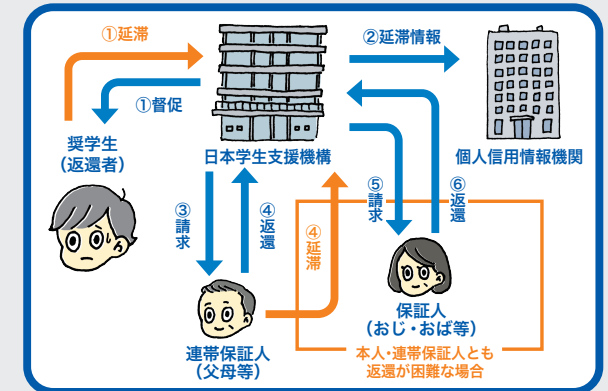 ①延滞
②延滞情報
①督促
奨学生
（返還者）
日本学生支援機構
個人信用情報機関
③請求
④返還
④延滞
⑤請求
⑥返還
連帯保証人
（父母等）
保証人
（おじ・おば等）
本人・連帯保証人とも
返還が困難な場合